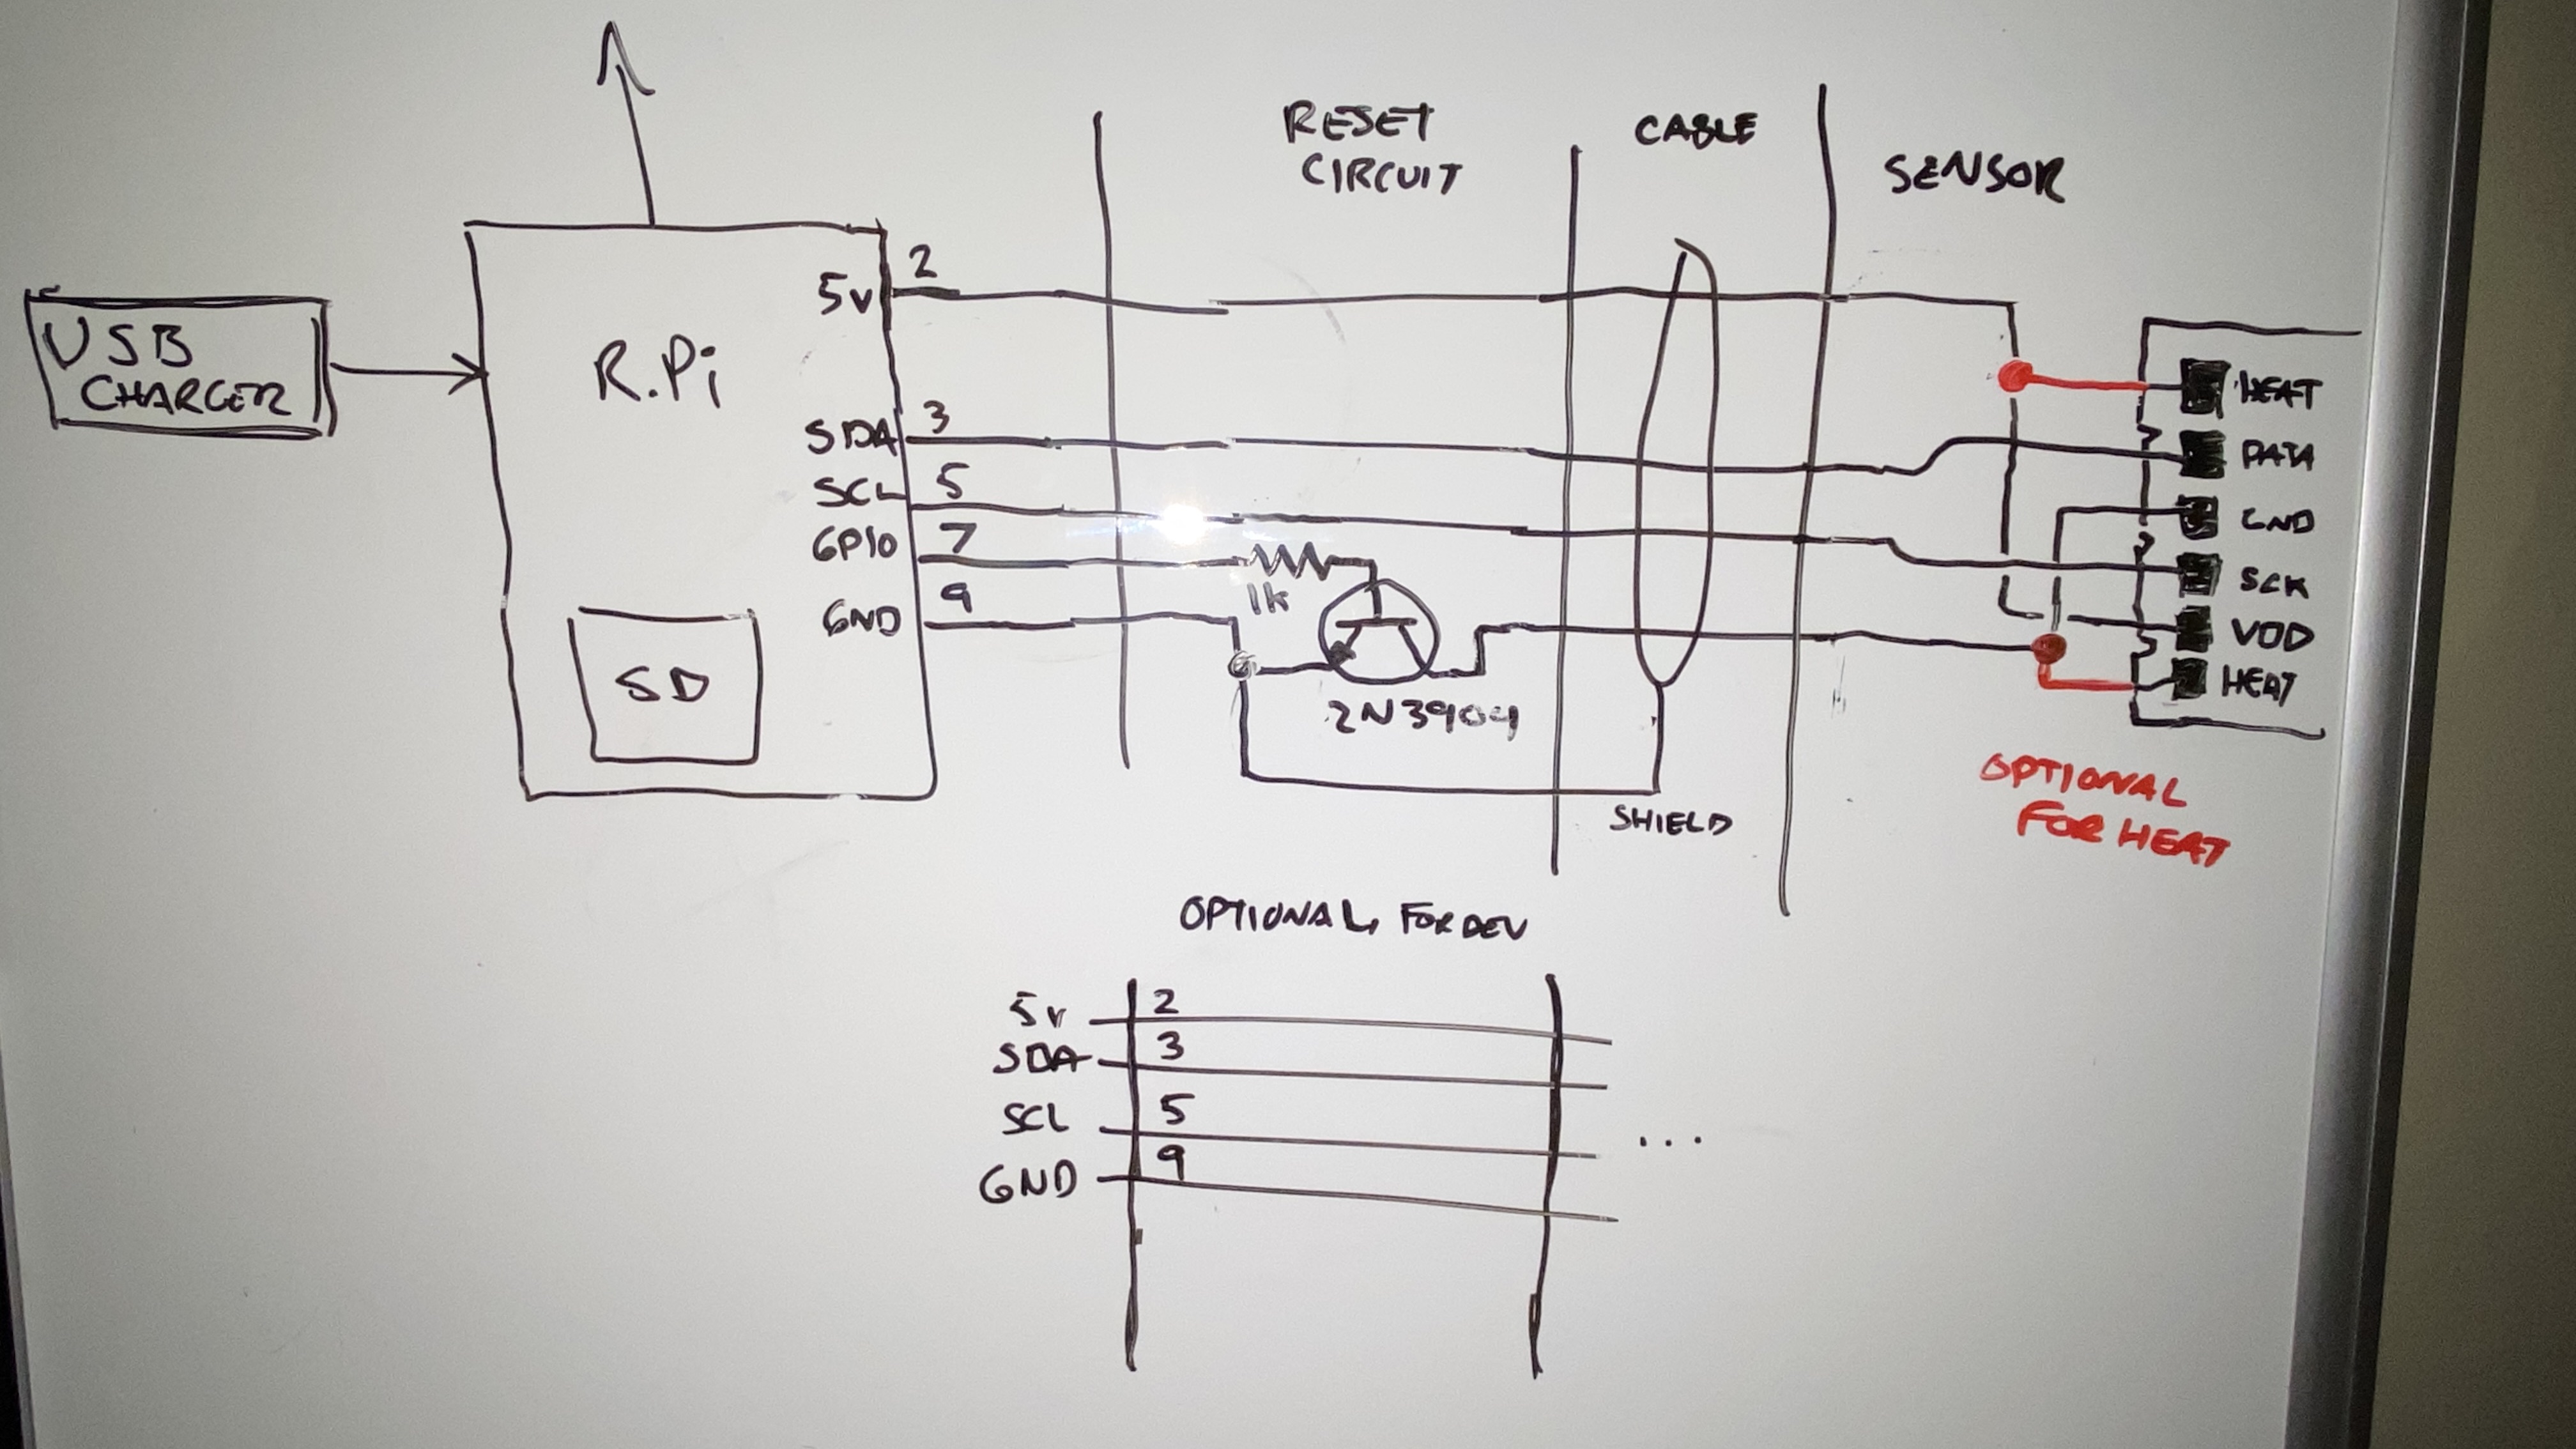 RESET
CIRCUIT
CABLE
SENSOR
USB
CHARGER
R.Pi
SD
5v
2
SDA
3
SCL
5
GPIO
7
GND
9
1k
2N3904
SHIELD
HEAT
DATA
GND
SCK
VDD
HEAT
OPTIONAL
FOR HEAT
OPTIONAL, FOR DEV
5v
2
SDA
3
SCL
5
GND
9
...